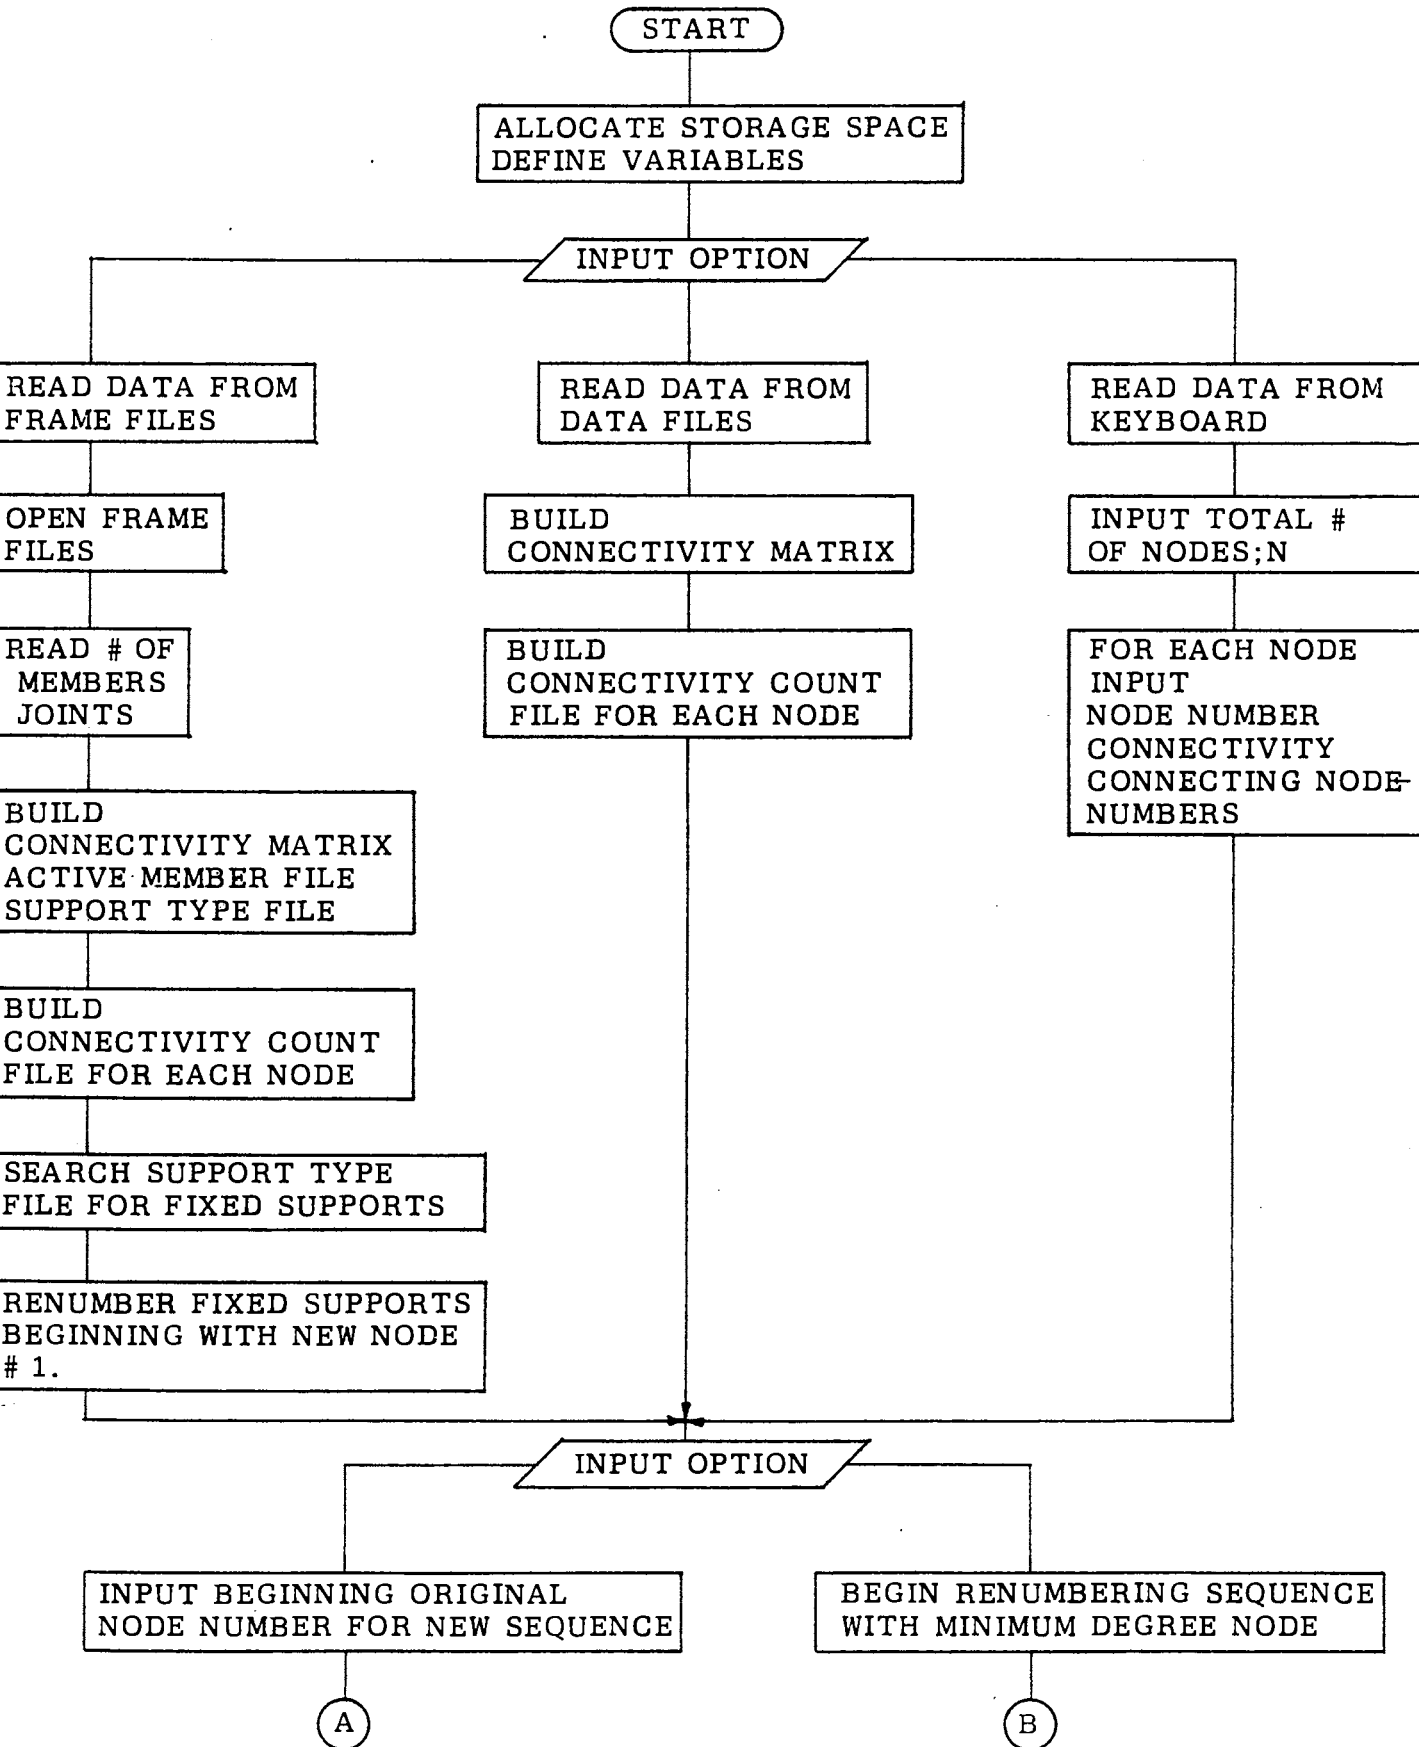 START
ALLOCATE STORAGE SPACE
DEFINE VARIABLES
INPUT OPTION
READ DATA FROM
FRAME FILES
OPEN FRAME
FILES
READ # OF
MEMBERS
JOINTS
BUILD
CONNECTIVITY MATRIX
ACTIVE MEMBER FILE
SUPPORT TYPE FILE
BUILD
CONNECTIVITY COUNT
FILE FOR EACH NODE
SEARCH SUPPORT TYPE
FILE FOR FIXED SUPPORTS
RENUMBER FIXED SUPPORTS
BEGINNING WITH NEW NODE
# 1.
READ DATA FROM
DATA FILES
BUILD
CONNECTIVITY MATRIX
BUILD
CONNECTIVITY COUNT
FILE FOR EACH NODE
READ DATA FROM
KEYBOARD
INPUT TOTAL #
OF NODES;N
FOR EACH NODE
INPUT
NODE NUMBER
CONNECTIVITY
CONNECTING NODE
NUMBERS
INPUT OPTION
INPUT BEGINNING ORIGINAL
NODE NUMBER FOR NEW SEQUENCE
A
BEGIN RENUMBERING SEQUENCE
WITH MINIMUM DEGREE NODE
B